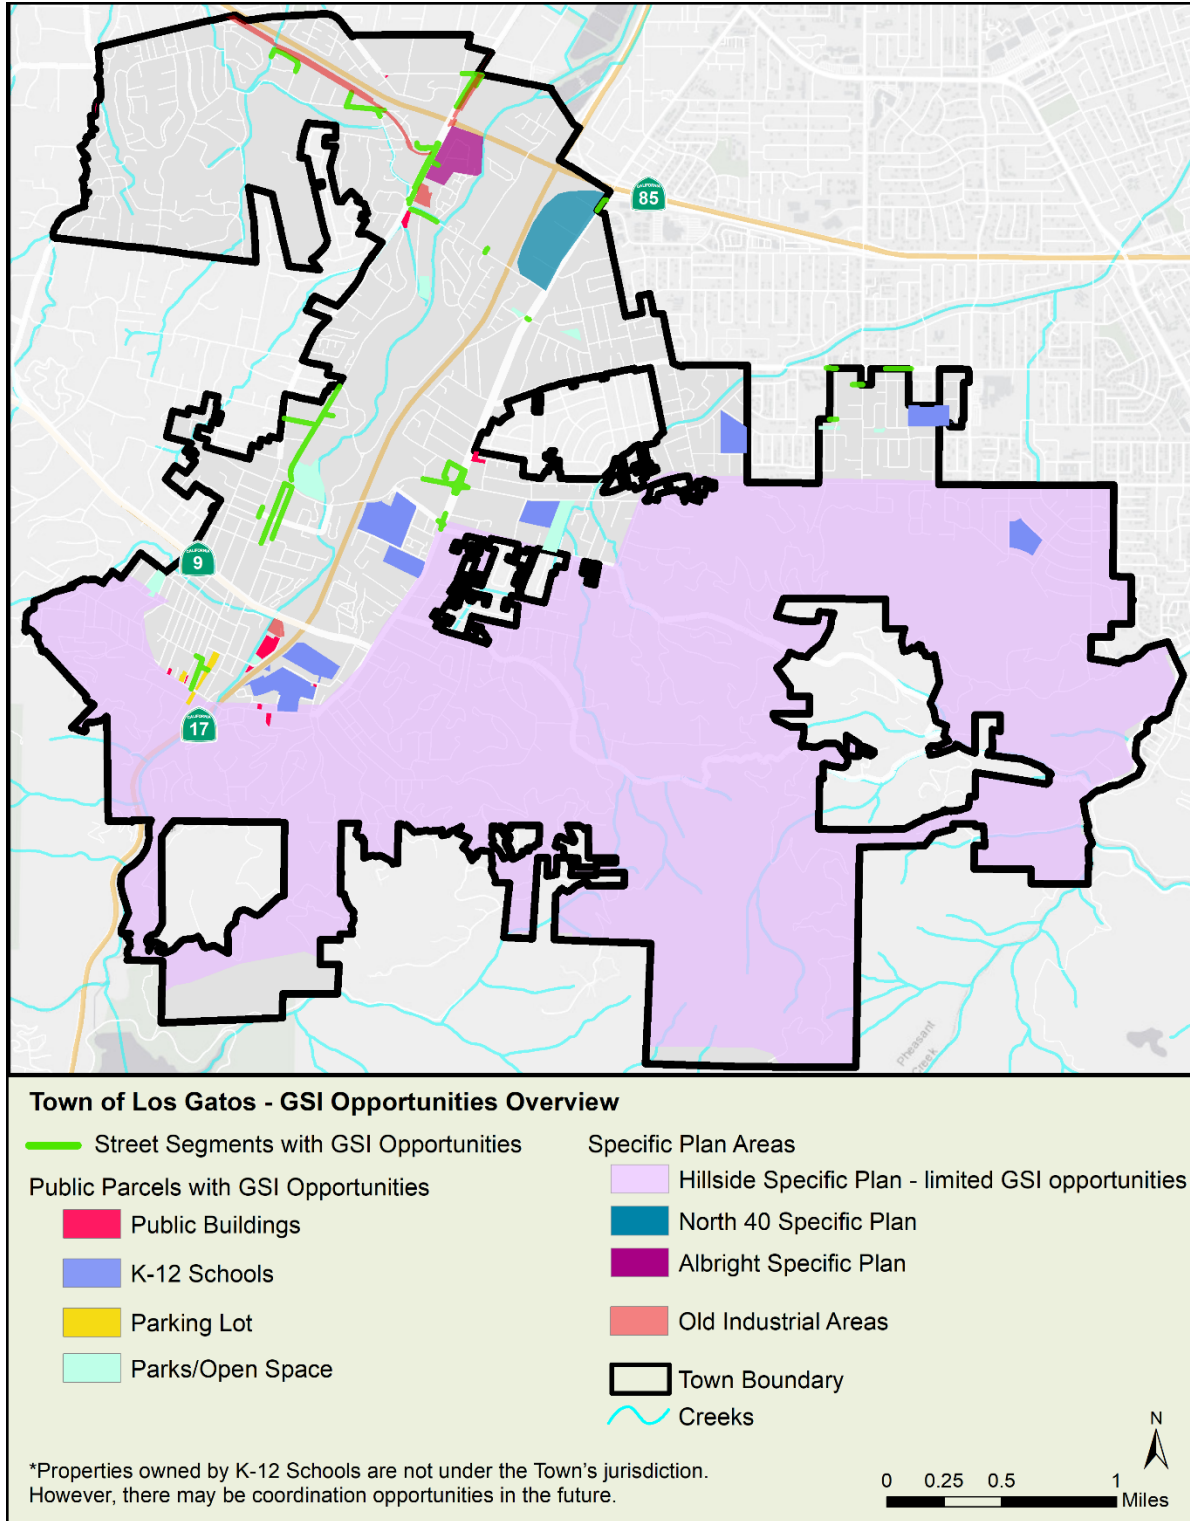 CALIFORNIA
85
CALIFORNIA
9
CALIFORNIA
17
Pheasant
Creek
Town of Los Gatos - GSI Opportunities Overview
Street Segments with GSI Opportunities
Public Parcels with GSI Opportunities
Public Buildings
K-12 Schools
Parking Lot
Parks/Open Space
Specific Plan Areas
Hillside Specific Plan - limited GSI opportunities
North 40 Specific Plan
Albright Specific Plan
Old Industrial Areas
Town Boundary
Creeks
*Properties owned by K-12 Schools are not under the Town's jurisdiction.
However, there may be coordination opportunities in the future.
N
0 0.25 0.5 1
Miles